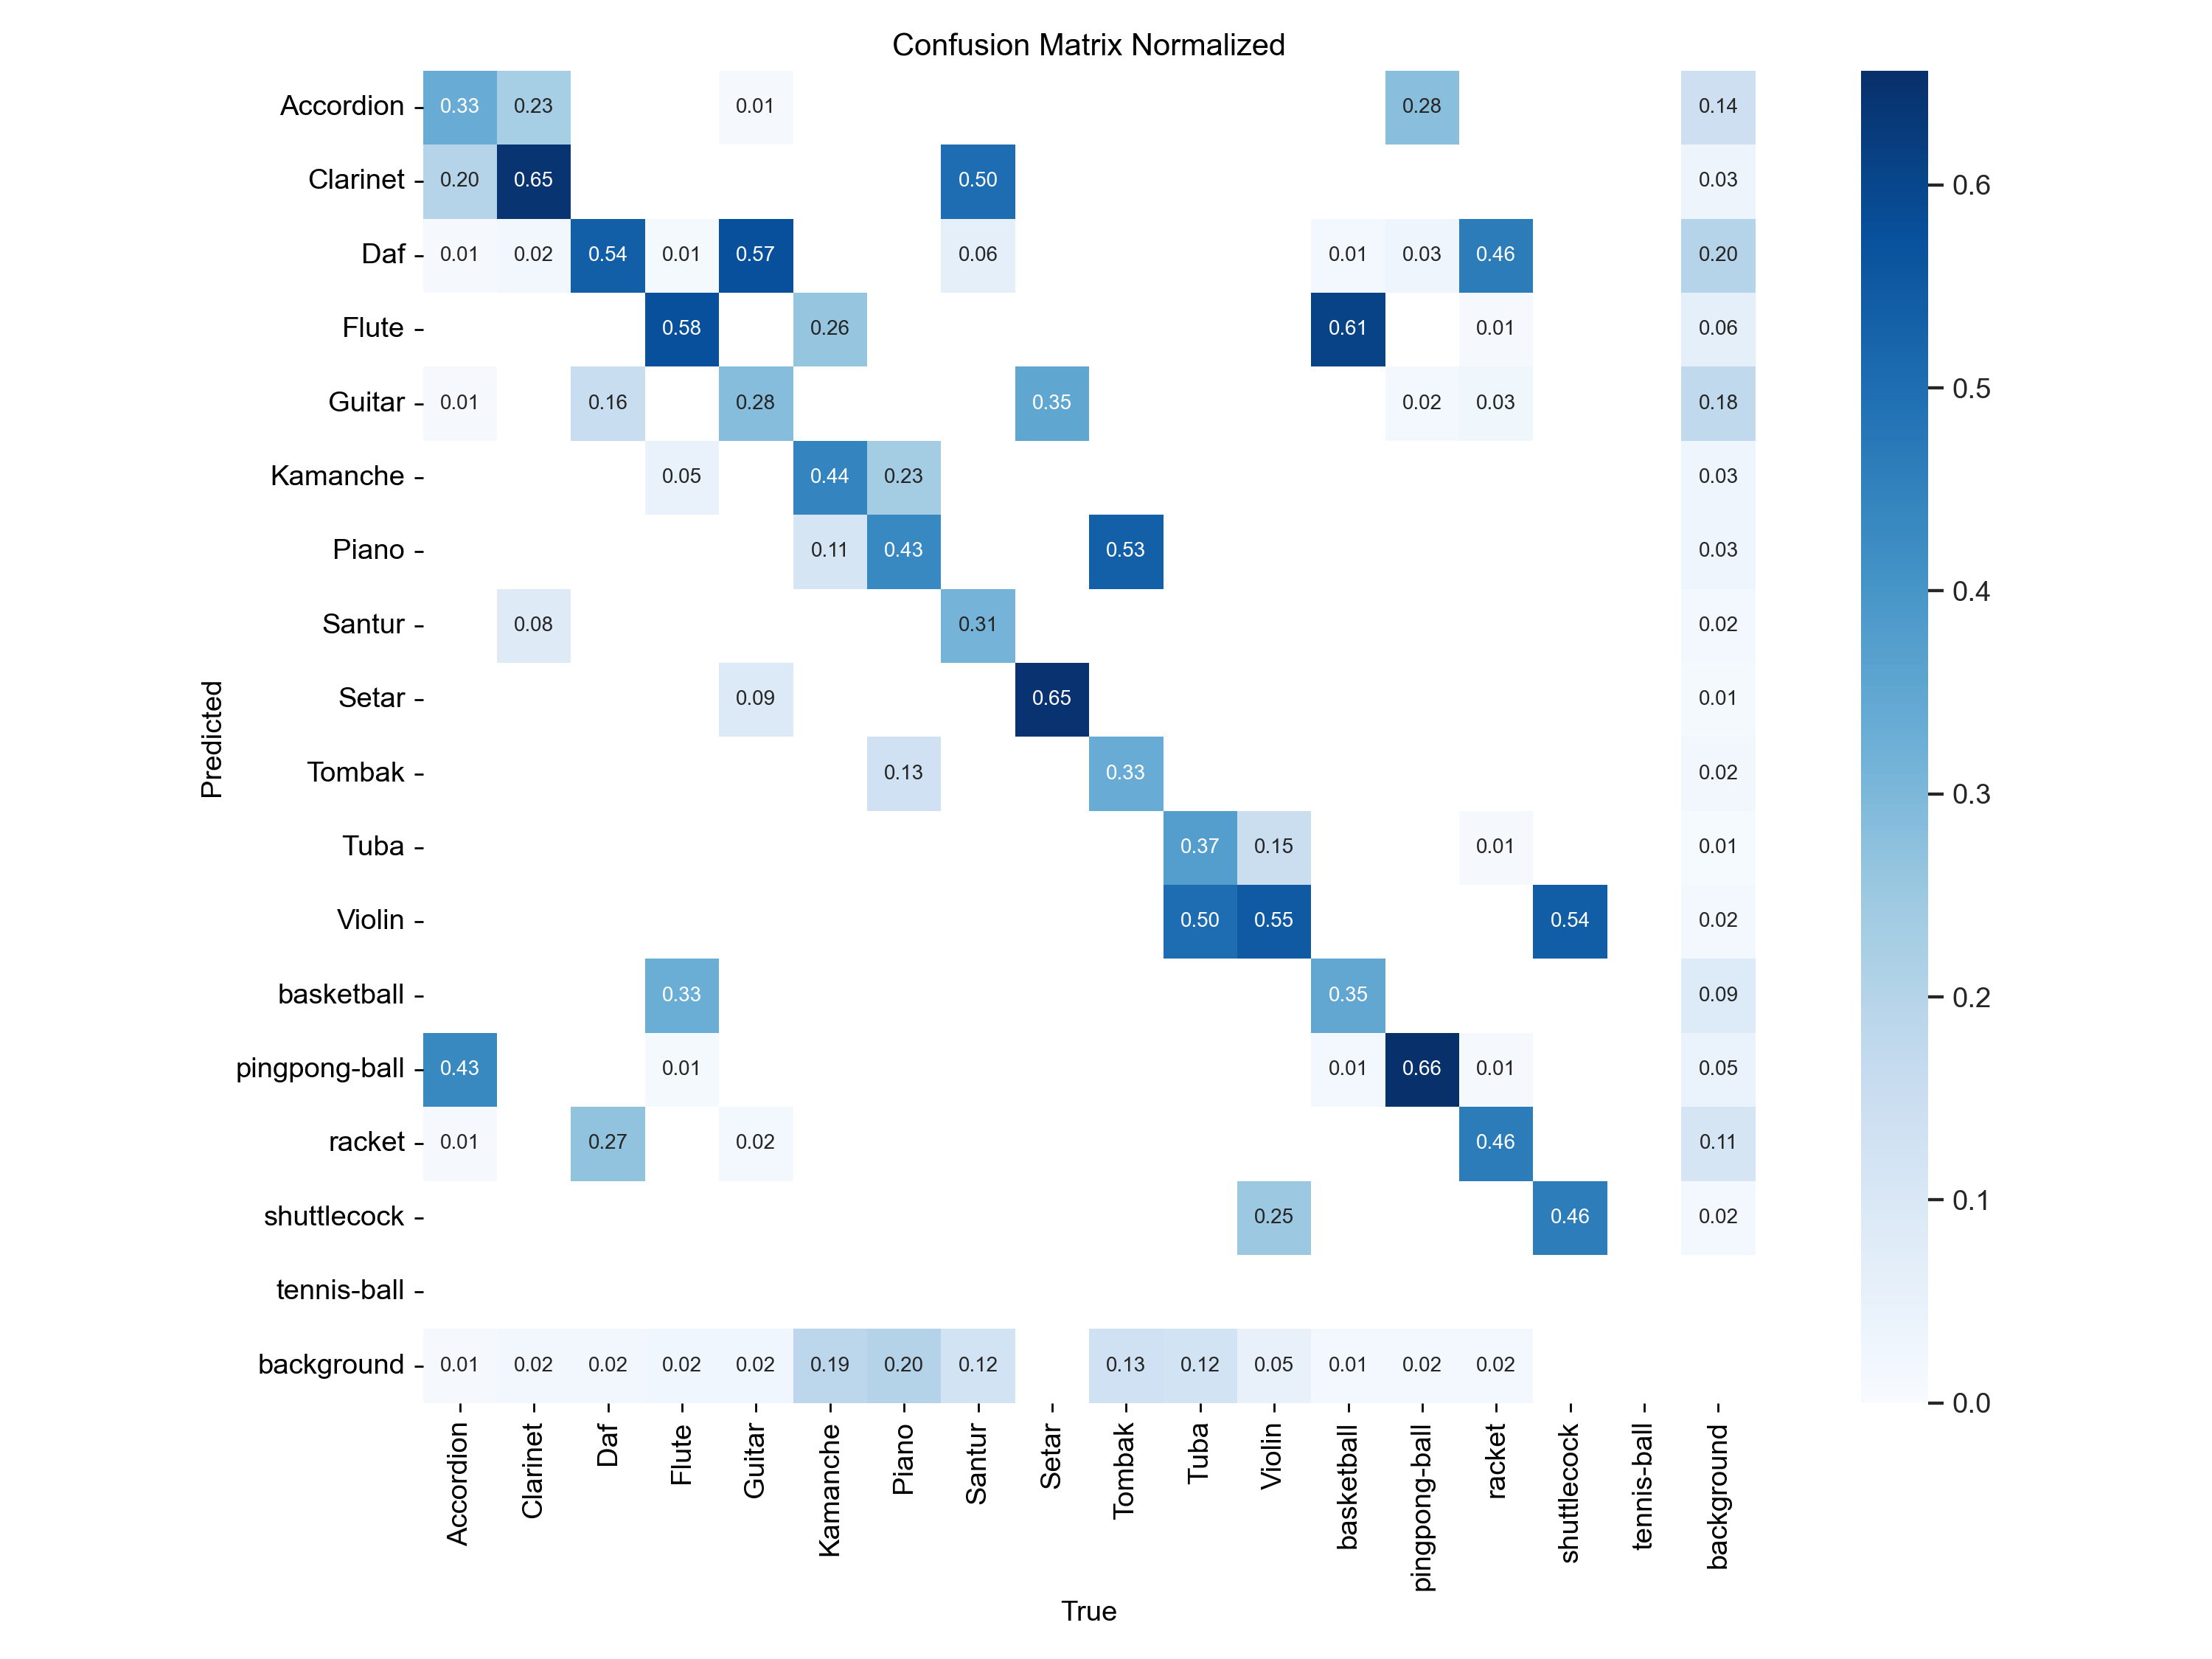 Confusion Matrix Normalized
Accordion 0.33 0.23 0.01 0.28 0.14
Clarinet 0.20 0.65 0.50 0.03
Daf 0.01 0.02 0.54 0.01 0.57 0.06 0.01 0.03 0.46 0.20
Flute 0.58 0.26 0.61 0.01 0.06
Guitar 0.01 0.16 0.28 0.35 0.02 0.03 0.18
Kamanche 0.05 0.44 0.23 0.03
Piano 0.11 0.43 0.53 0.03
Santur 0.08 0.31 0.02
Setar 0.09 0.65 0.01
Tombak 0.13 0.33 0.02
Tuba 0.37 0.15 0.01 0.01
Violin 0.50 0.55 0.54 0.02
basketball 0.33 0.35 0.09
pingpong-ball 0.43 0.01 0.01 0.66 0.01 0.05
racket 0.01 0.27 0.02 0.46 0.11
shuttlecock 0.25 0.46 0.02
tennis-ball
background 0.01 0.02 0.02 0.02 0.02 0.19 0.20 0.12 0.13 0.12 0.05 0.01 0.02 0.02
Predicted
Accordion Clarinet Daf Flute Guitar Kamanche Piano Santur Setar Tombak Tuba Violin basketball pingpong-ball racket shuttlecock tennis-ball background
True
0.6
0.5
0.4
0.3
0.2
0.1
0.0